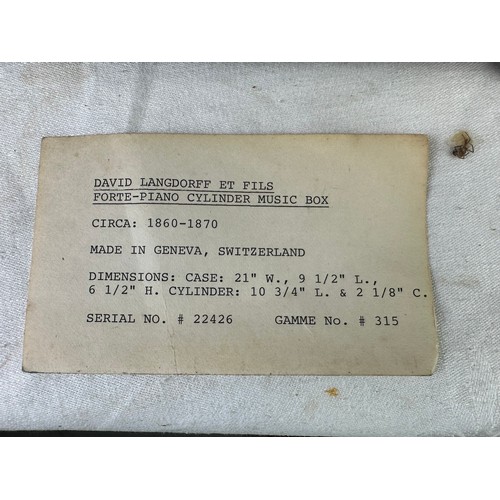 DAVID LANGDORFF ET FILS
FORTE-PIANO CYLINDER MUSIC BOX
CIRCA: 1860-1870
MADE IN GENEVA, SWITZERLAND
DIMENSIONS: CASE: 21" W., 9 1/2" L.,
6 1/2" H. CYLINDER: 10 3/4" L. & 2 1/8" C.
SERIAL NO. # 22426 GAMME No. # 315